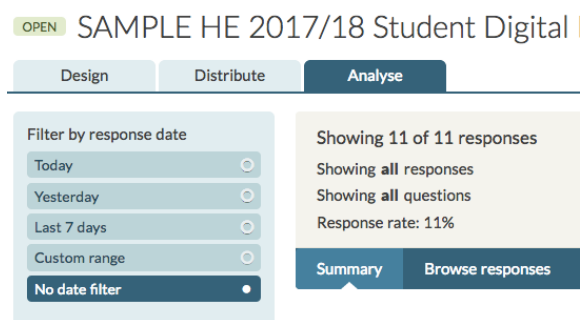 OPEN SAMPLE HE 2017/18 Student Digital
Design Distribute Analyse
Filter by response date
Today
Yesterday
Last 7 days
Custom range
No date filter
Showing 11 of 11 responses
Showing all responses
Showing all questions
Response rate: 11%
Summary Browse responses